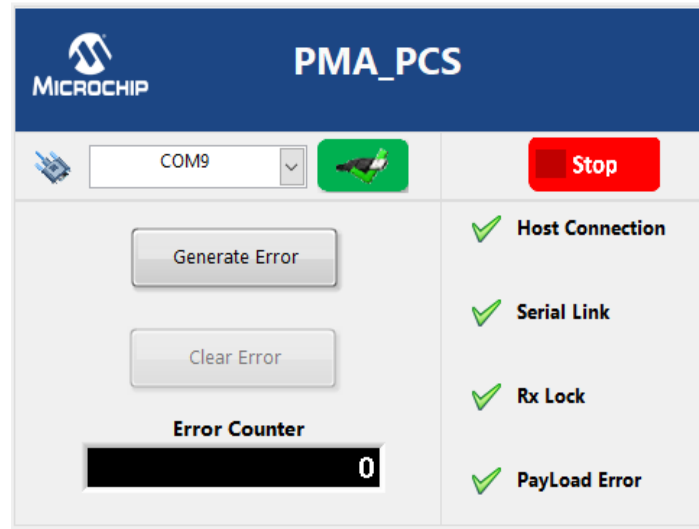 MICROCHIP
PMA_PCS
COM9
Stop
Generate Error
Clear Error
Error Counter
0
Host Connection
Serial Link
Rx Lock
PayLoad Error